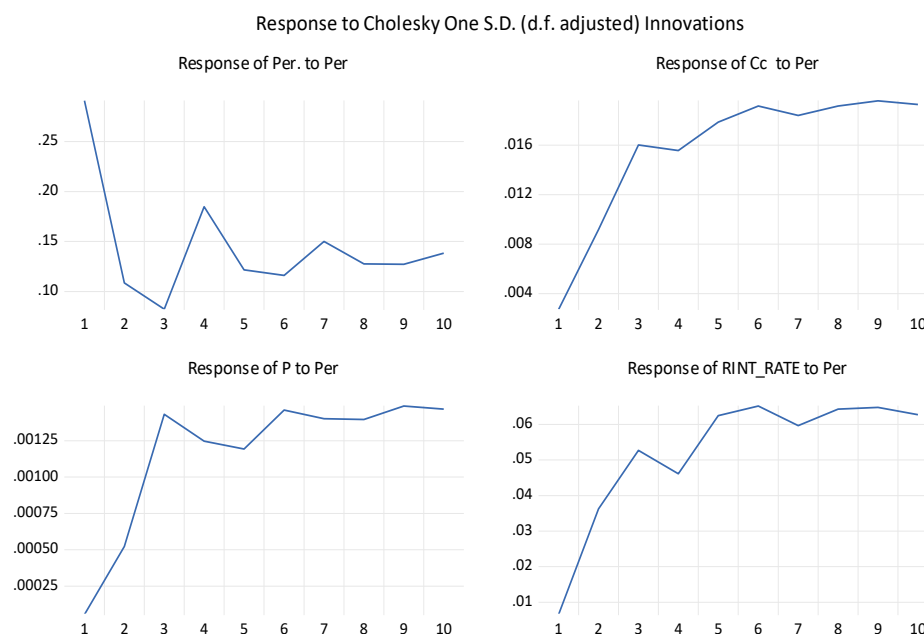 Response to Cholesky One S.D. (d.f. adjusted) Innovations
Response of Per. to Per
.25
.20
.15
.10
1 2 3 4 5 6 7 8 9 10
Response of Cc to Per
.016
.012
.008
.004
1 2 3 4 5 6 7 8 9 10
Response of P to Per
.00125
.00100
.00075
.00050
.00025
1 2 3 4 5 6 7 8 9 10
Response of RINT_RATE to Per
.06
.05
.04
.03
.02
.01
1 2 3 4 5 6 7 8 9 10